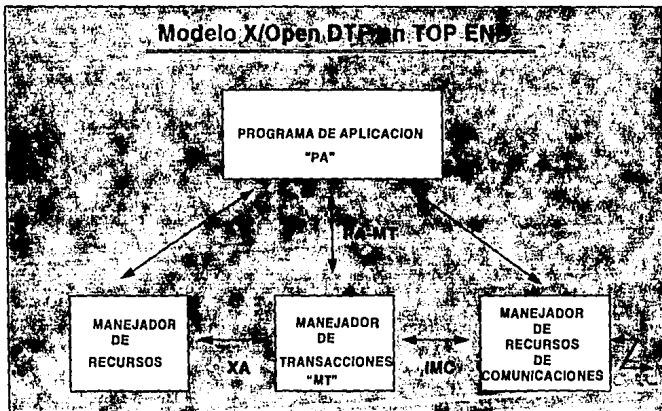 Modelo X/Open DTP en TOP END
PROGRAMA DE APLICACION
"PA"
PA-MT
MANEJADOR
DE
RECURSOS
XA
MANEJADOR
DE
TRANSACCIONES
"MT"
IMC
MANEJADOR
DE
RECURSOS
DE
COMUNICACIONES